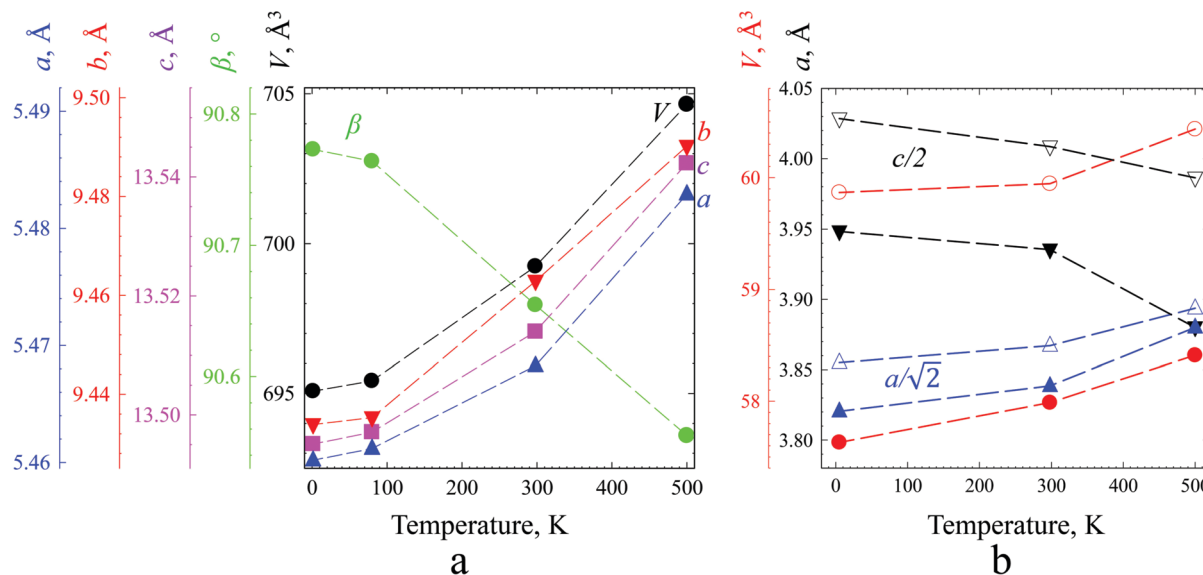 a, Å
b, Å
c, Å
β, °
V, Å³
5.49
5.48
5.47
5.46
9.50
9.48
9.46
9.44
13.54
13.52
13.50
90.8
90.7
90.6
705
700
695
β
V
b
c
a
0 100 200 300 400 500
Temperature, K
a
V, Å³
a, Å
60
59
58
4.05
4.00
3.95
3.90
3.85
3.80
c/2
a/√2
0 100 200 300 400 500
Temperature, K
b